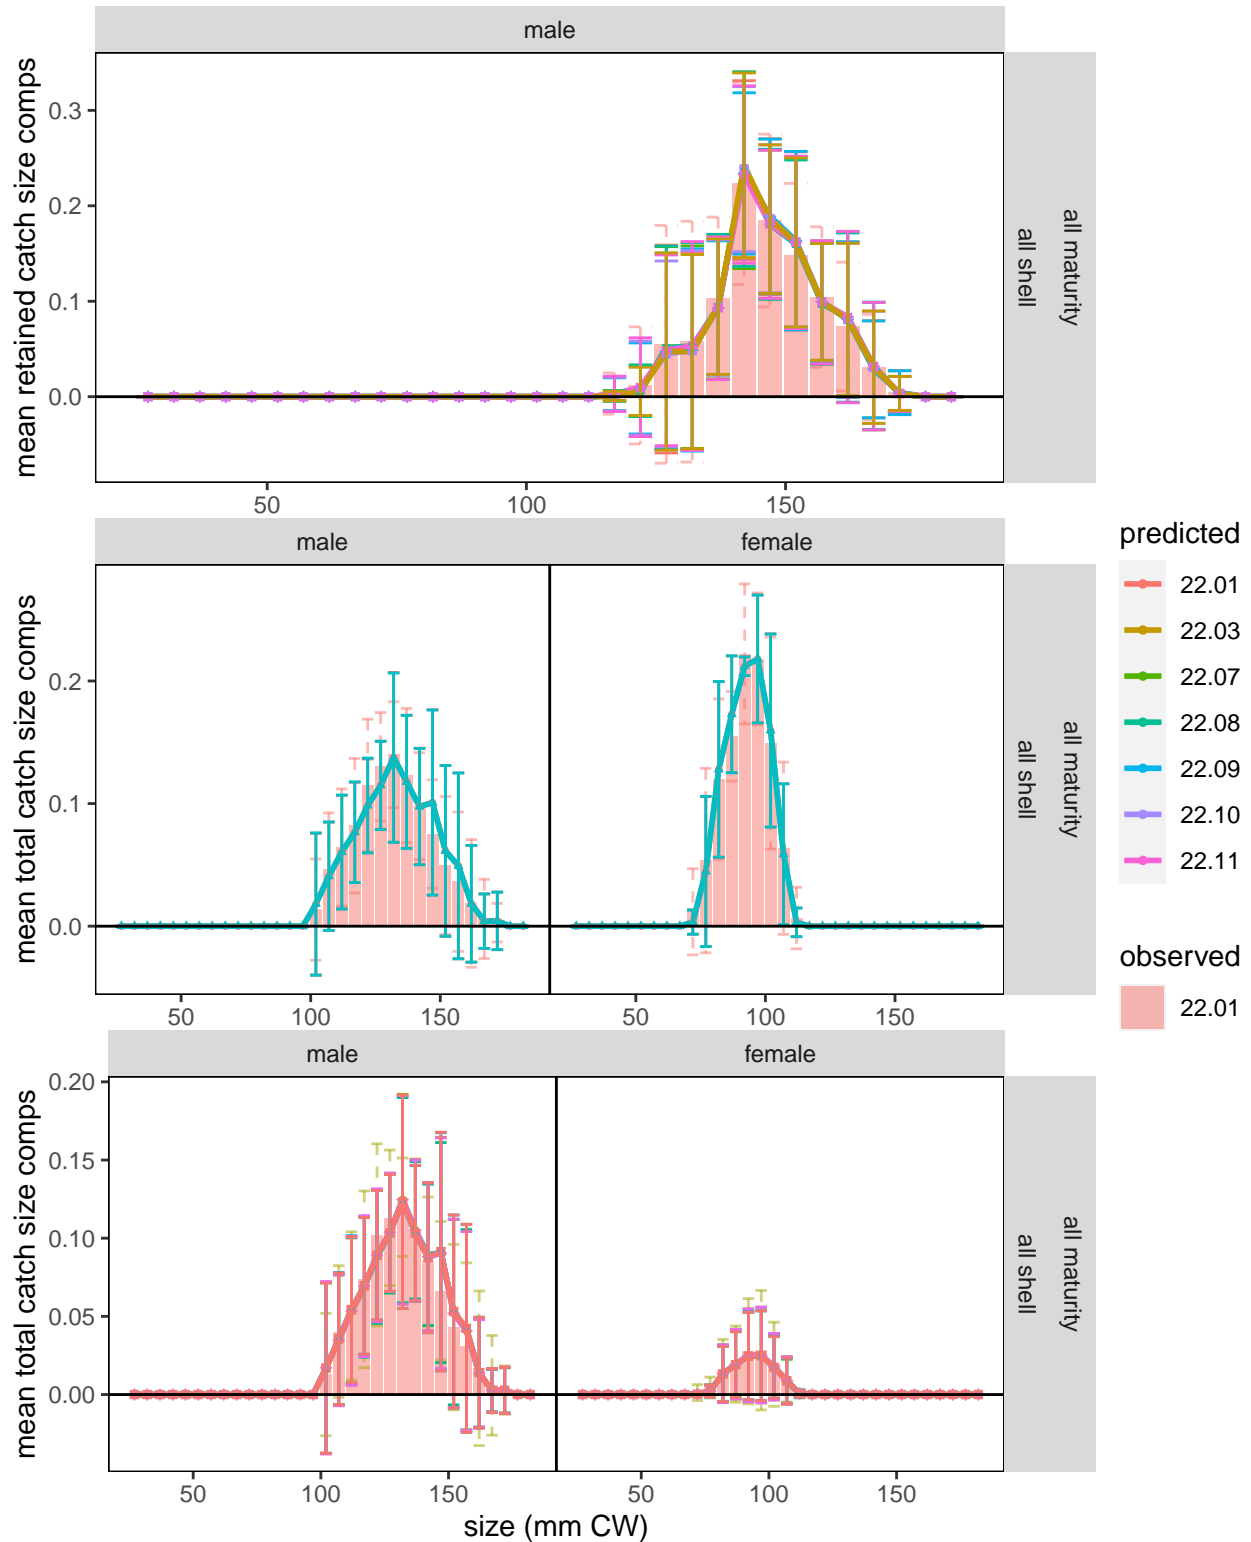 male
mean retained catch size comps
0.3
0.2
0.1
0.0
50 100 150
all maturity
all shell
male female
mean total catch size comps
0.2
0.1
0.0
50 100 150 50 100 150
all maturity
all shell
predicted
22.01
22.03
22.07
22.08
22.09
22.10
22.11
observed
22.01
male female
mean total catch size comps
0.20
0.15
0.10
0.05
0.00
50 100 150 50 100 150
all maturity
all shell
size (mm CW)